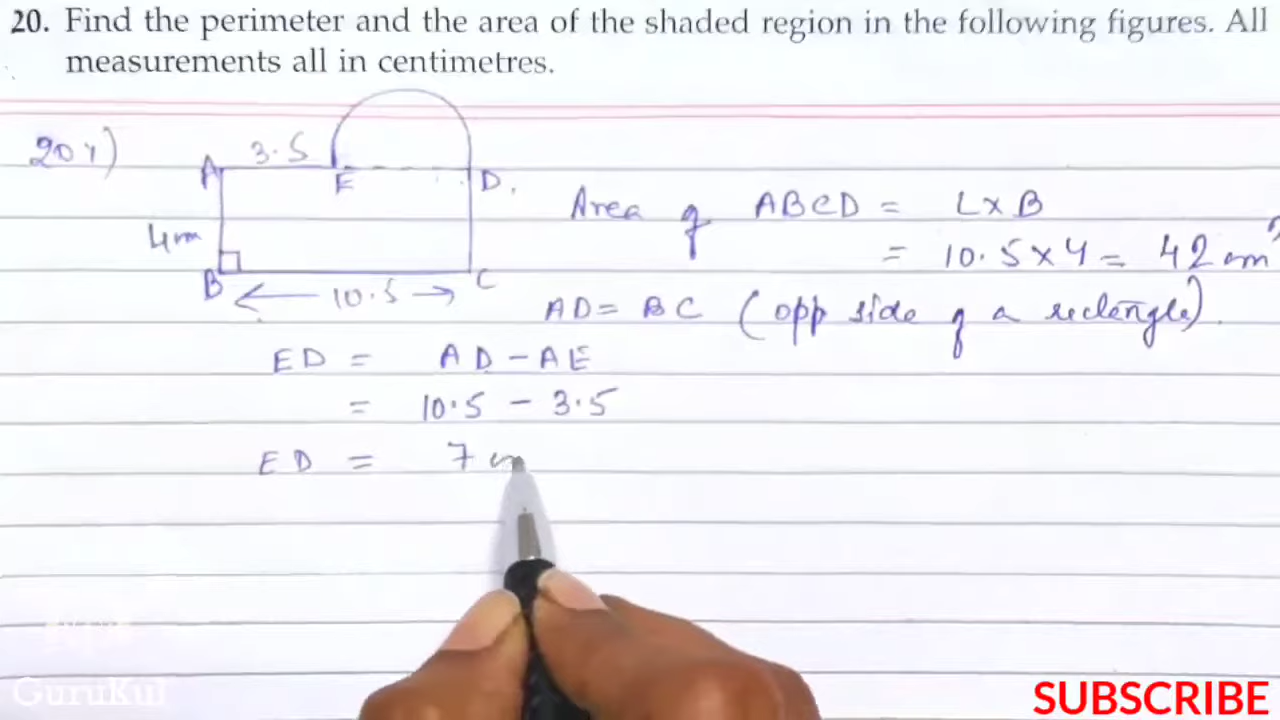 20. Find the perimeter and the area of the shaded region in the following figures. All
measurements all in centimetres.
20 i)
3.5
A
E
D.
4cm
B
10.5
C
Area of ABCD = L×B
= 10.5×4 = 42 cm²
AD = BC (opp side of a rectangle).
ED = AD - AE
= 10.5 - 3.5
ED = 7 cm
GuruKul
SUBSCRIBE